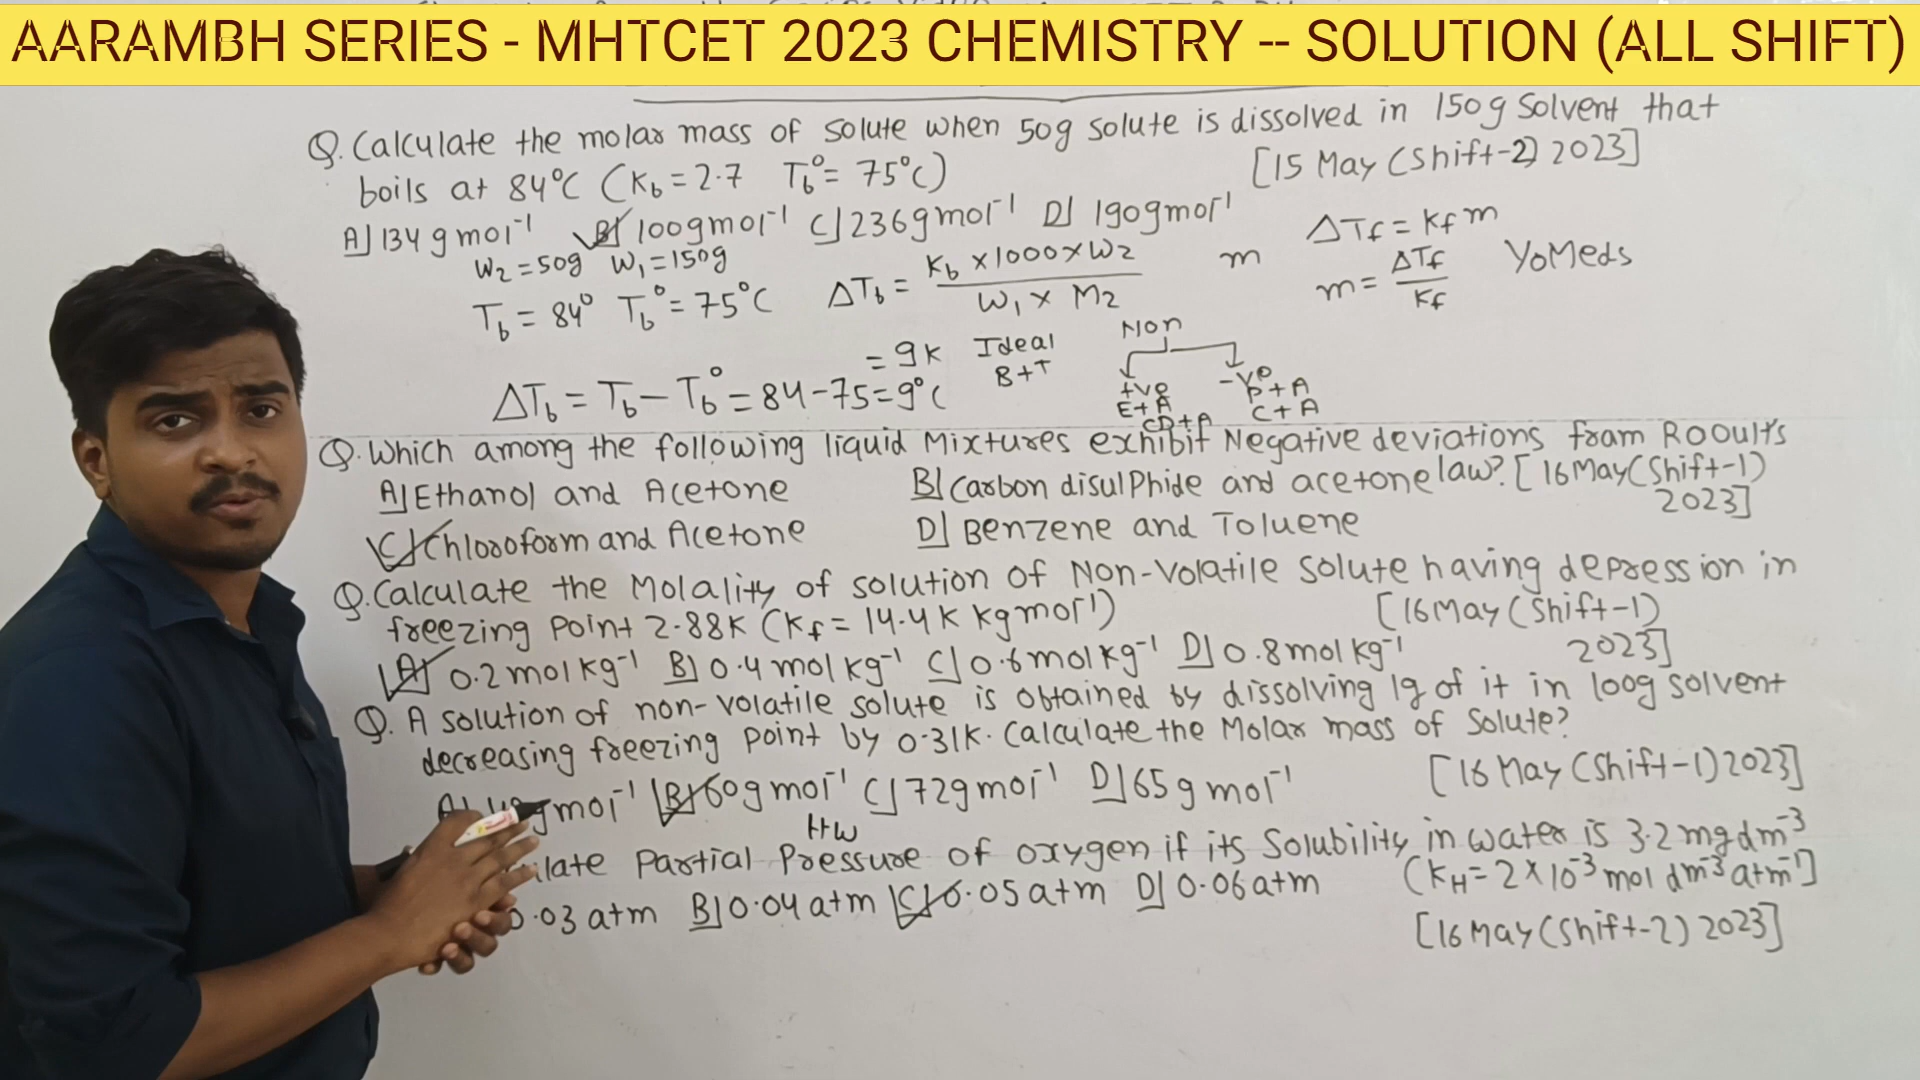 AARAMBH SERIES - MHTCET 2023 CHEMISTRY -- SOLUTION (ALL SHIFT)
Q. Calculate the molar mass of solute when 50g solute is dissolved in 150g solvent that
boils at 84°C (Kb = 2.7 Tb° = 75°C) [15 May (Shift-2) 2023]
A] 134 g mol⁻¹ B] 100g mol⁻¹ C] 236g mol⁻¹ D] 190g mol⁻¹
W₂ = 50g W₁ = 150g
Tb = 84° Tb° = 75°C
ΔTb = Kb × 1000 × W₂ / W₁ × M₂
m
ΔTf = Kf m
m = ΔTf / Kf
YoMeds
= 9K
ΔTb = Tb − Tb° = 84 − 75 = 9°C
Ideal
B+T
Non
+ve -ve
E+A P+A
CD+A C+A
Q. Which among the following liquid Mixtures exhibit Negative deviations fram ROOults
law? [16 May (Shift-1)
2023]
A] Ethanol and Acetone B] Carbon disulPhide and acetone
C] Chloroform and Acetone D] Benzene and Toluene
Q. Calculate the Molality of solution of Non-Volatile Solute having depression in
freezing Point 2.88K (Kf = 14.4 K kg mol⁻¹) [16 May (Shift-1)
2023]
A] 0.2 mol kg⁻¹ B] 0.4 mol kg⁻¹ C] 0.6 mol kg⁻¹ D] 0.8 mol kg⁻¹
Q. A solution of non-volatile solute is obtained by dissolving 1g of it in 100g solvent
decreasing freezing point by 0.31K. Calculate the Molar mass of Solute?
[16 May (Shift-1) 2023]
g mol⁻¹ B] 60g mol⁻¹ C] 72g mol⁻¹ D] 65g mol⁻¹
HW
Partial Pressure of oxygen if its Solubility in water is 3.2 mg dm⁻³
(KH = 2 × 10⁻³ mol dm⁻³ atm⁻¹]
0.03 atm B] 0.04 atm C] 0.05 atm D] 0.06 atm
[16 May (Shift-2) 2023]